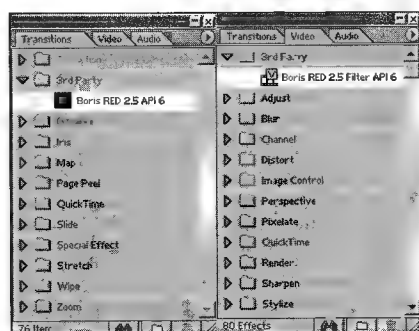 Transitions Video Audio
3rd Party
Boris RED 2.5 API 6
Iris
Map
Page Peel
QuickTime
Slide
Special Effect
Stretch
Wipe
Zoom
76 Item
Transitions Video Audio
3rd Party
Boris RED 2.5 Filter API 6
Adjust
Blur
Channel
Distort
Image Control
Perspective
Pixelate
QuickTime
Render
Sharpen
Stylize
80 Effects